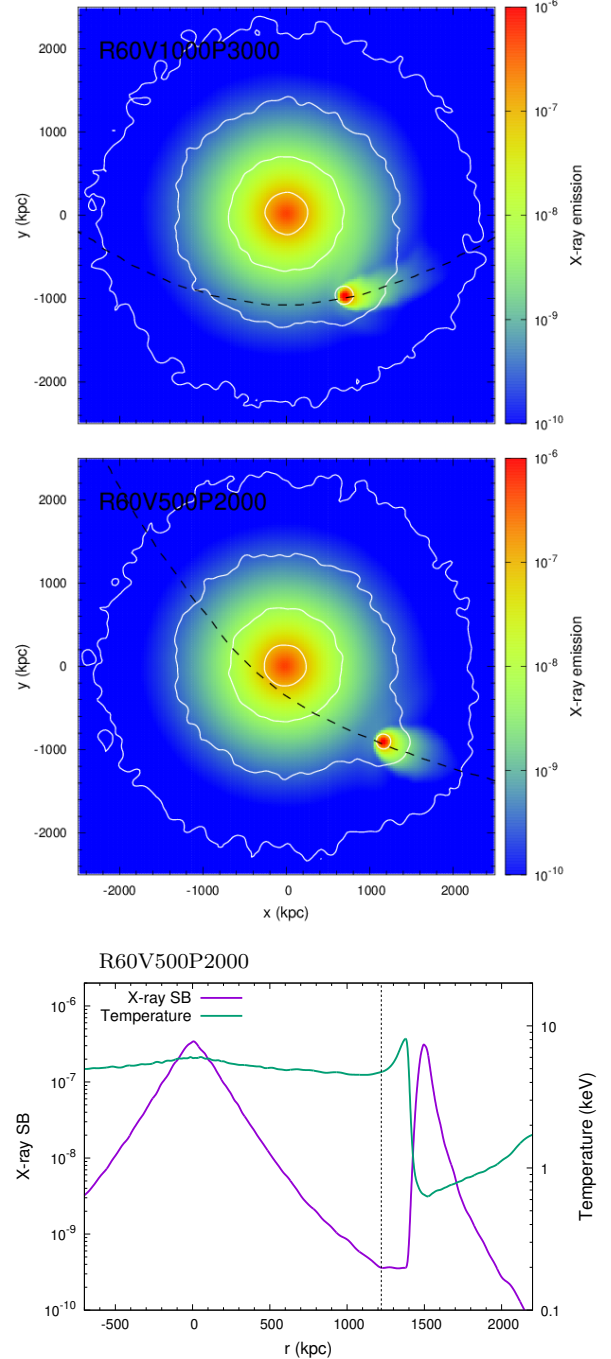 R60V1000P3000
2000
1000
0
-1000
-2000
y (kpc)
10^-6
10^-7
10^-8
10^-9
10^-10
X-ray emission
R60V500P2000
2000
1000
0
-1000
-2000
y (kpc)
-2000 -1000 0 1000 2000
x (kpc)
10^-6
10^-7
10^-8
10^-9
10^-10
X-ray emission
R60V500P2000
X-ray SB
Temperature
10^-6
10^-7
10^-8
10^-9
10^-10
X-ray SB
10
1
0.1
Temperature (keV)
-500 0 500 1000 1500 2000
r (kpc)